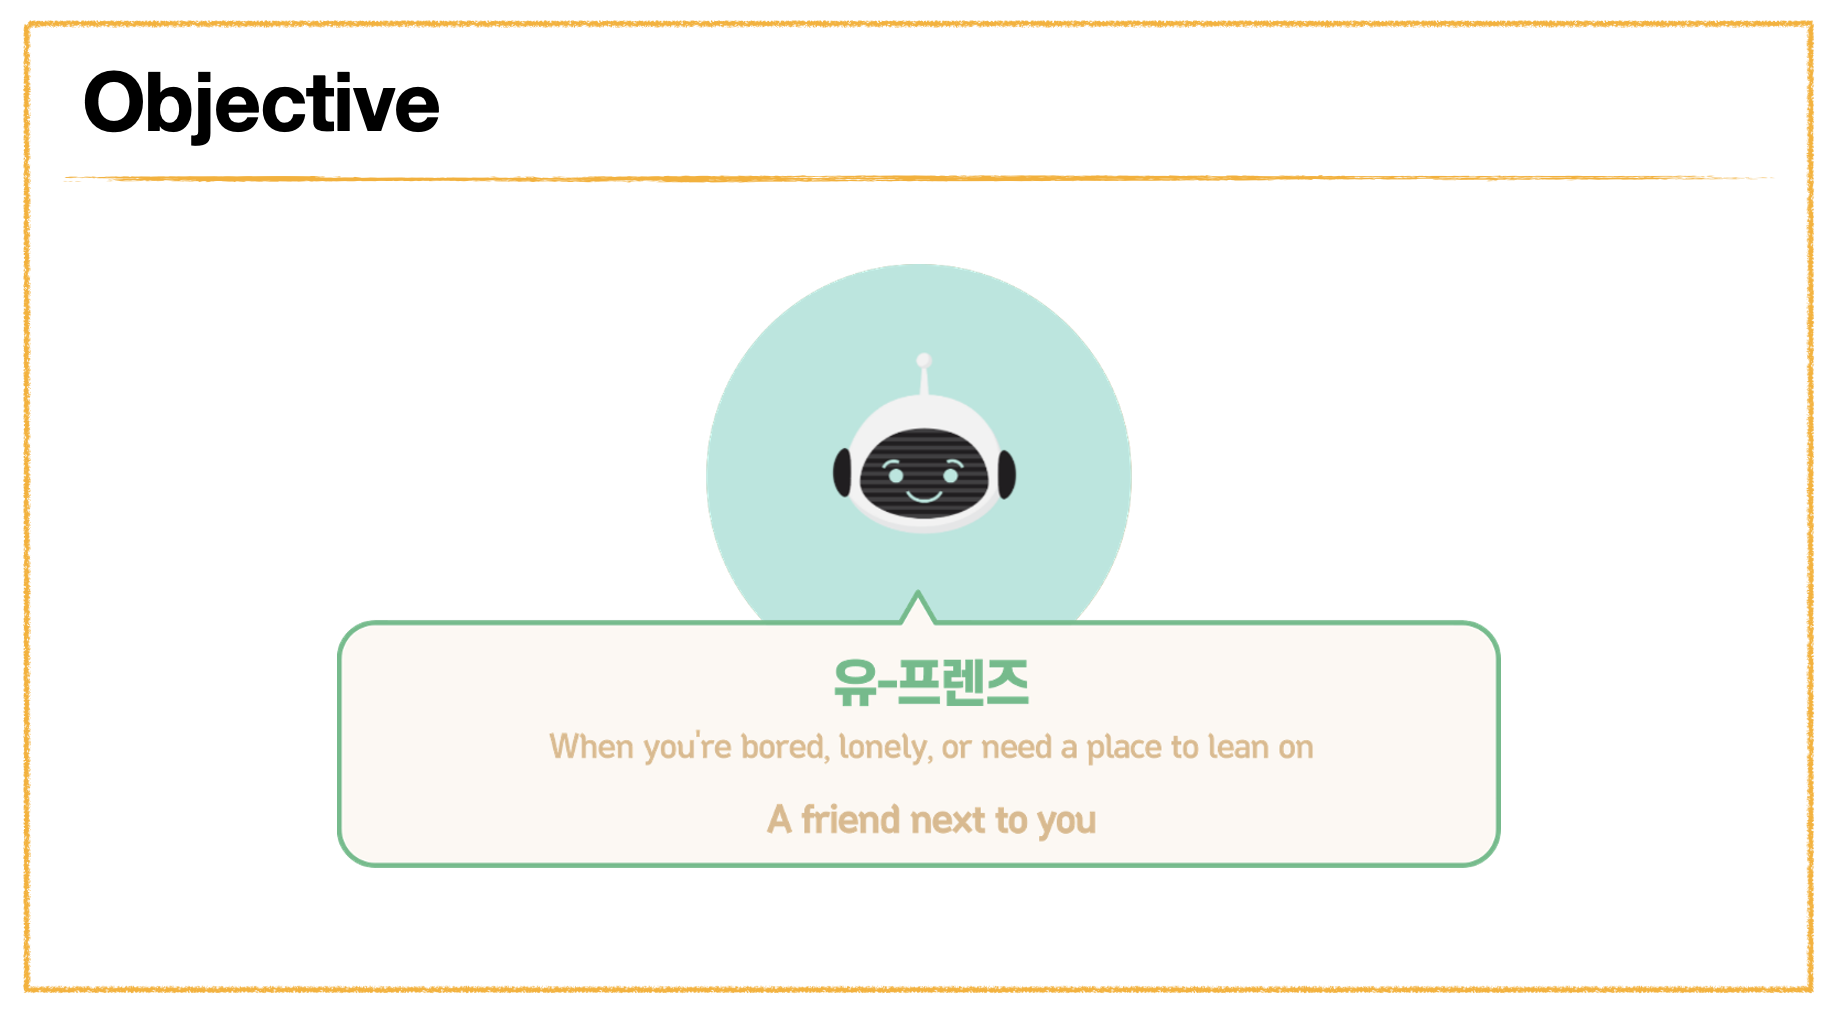 Objective
유-프렌즈
When you're bored, lonely, or need a place to lean on
A friend next to you